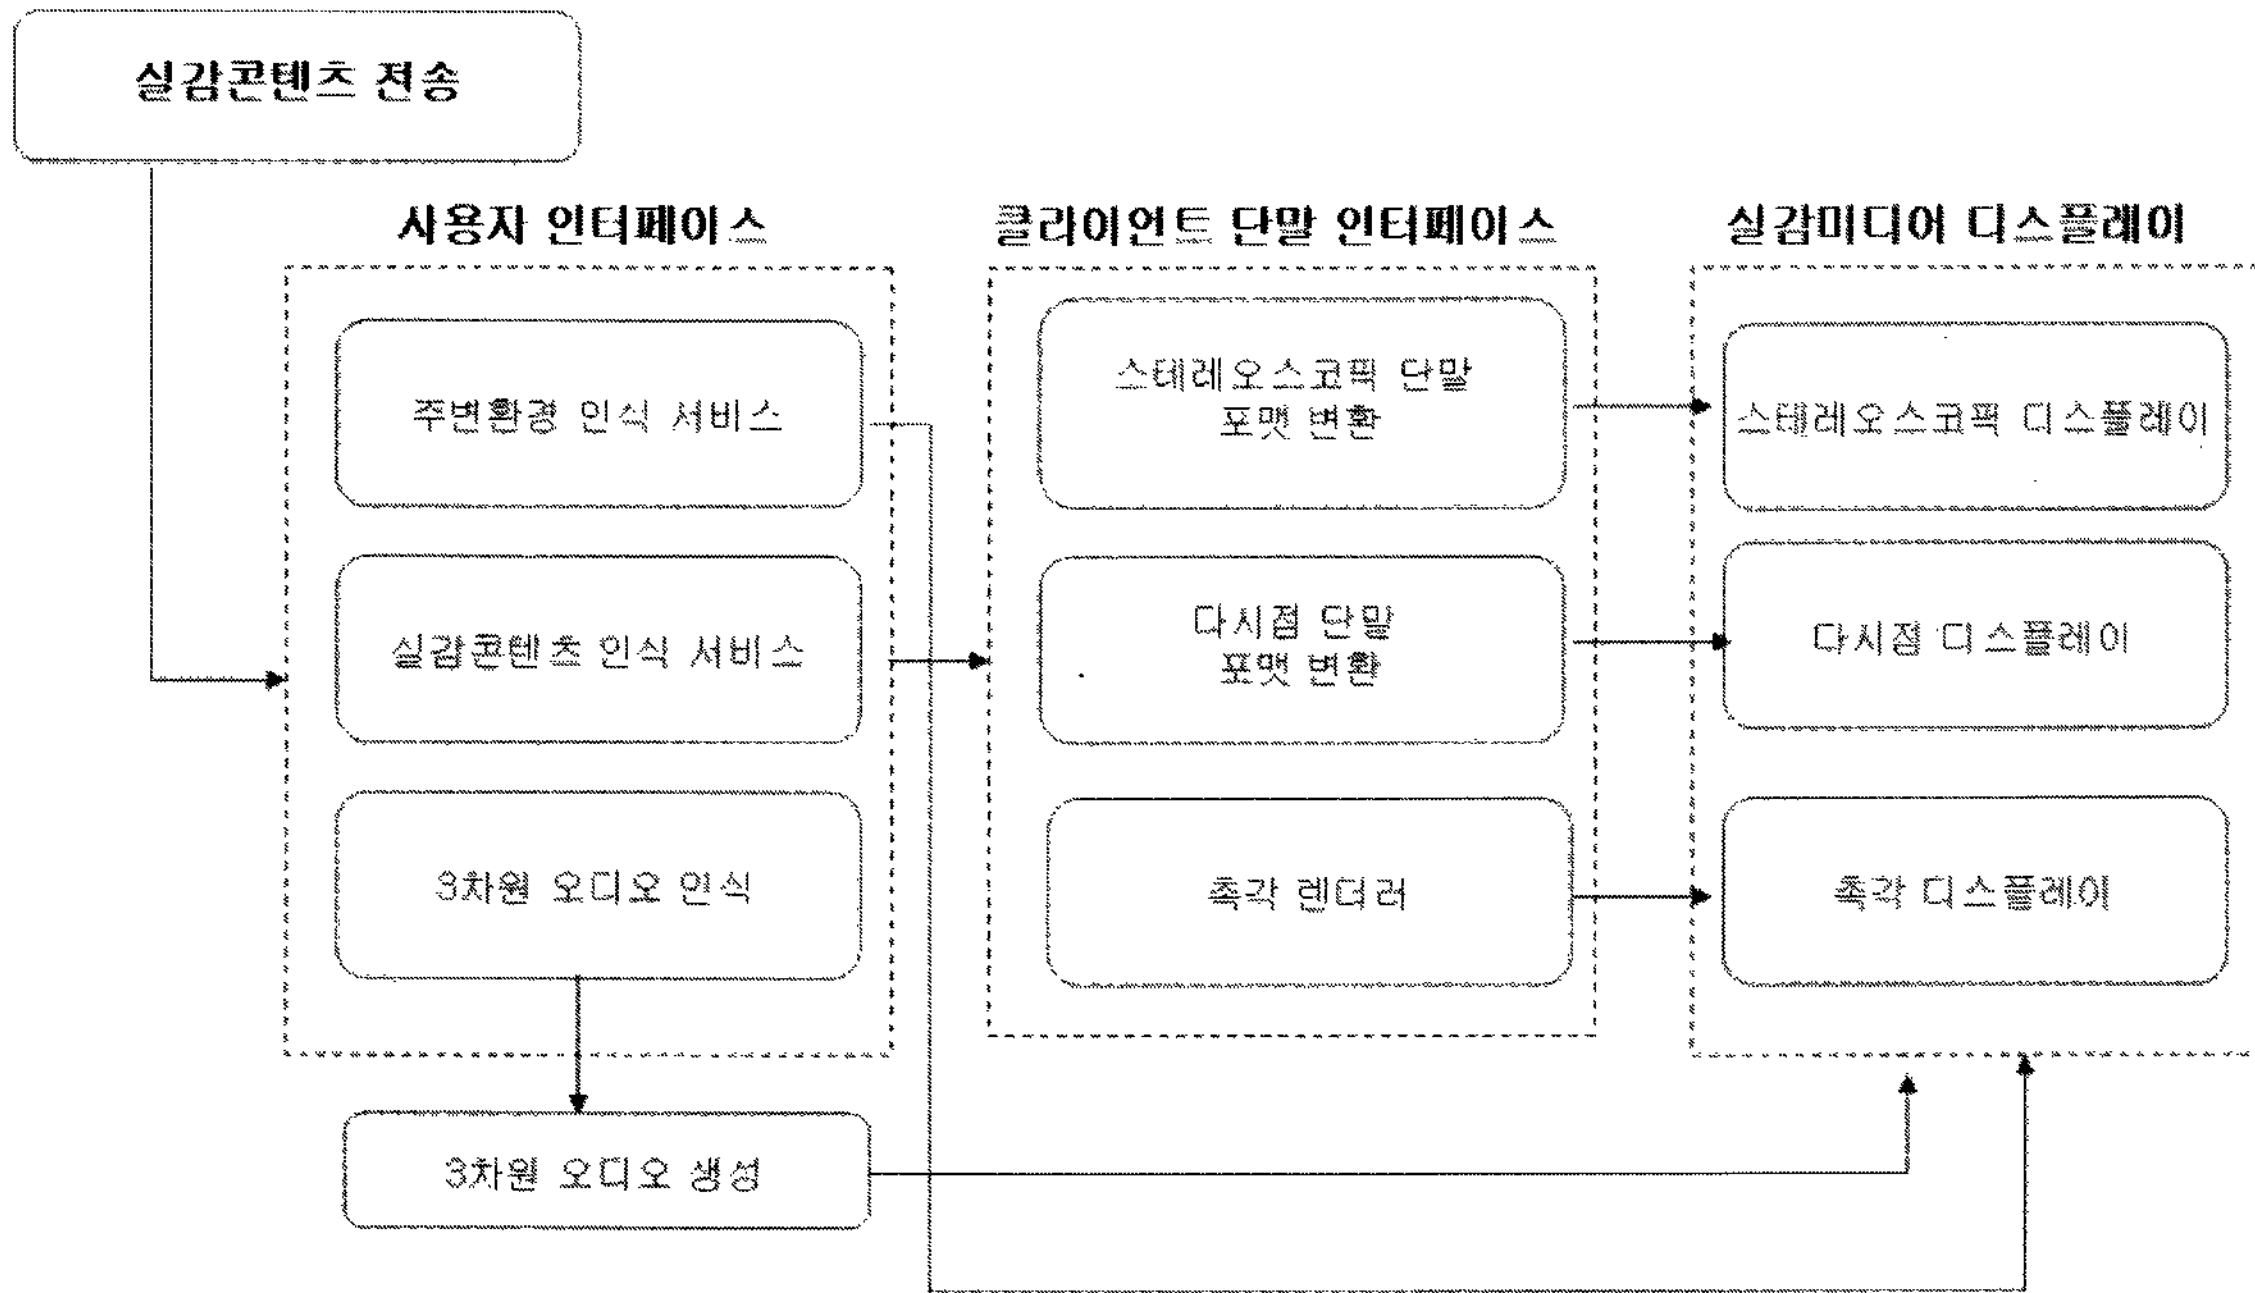 실감콘텐츠 전송
사용자 인터페이스
클라이언트 단말 인터페이스
실감미디어 디스플레이
주변환경 인식 서비스
스테레오스코픽 단말
포맷 변환
스테레오스코픽 디스플레이
실감콘텐츠 인식 서비스
다시점 단말
포맷 변환
다시점 디스플레이
3차원 오디오 인식
촉각 렌더러
촉각 디스플레이
3차원 오디오 생성